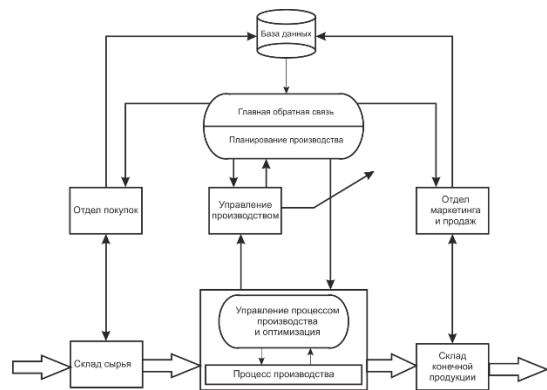 База данных
Главная обратная связь
Планирование производства
Отдел покупок
Управление
производством
Отдел
маркетинга
и продаж
Управление процессом
производства
и оптимизация
Склад сырья
Процесс производства
Склад
конечной
продукции